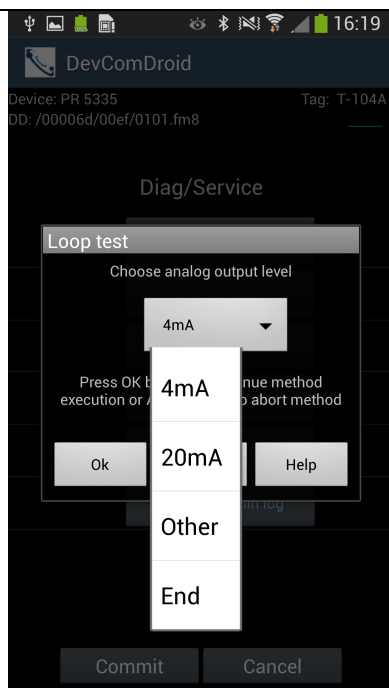 16:19
DevComDroid
Device: PR 5335 Tag: T-104A
DD: /00006d/00ef/0101.fm8
Diag/Service
Loop test
Choose analog output level
4mA
Press OK b nue method
execution or A o abort method
4mA
Ok 20mA Help
in log
Other
End
Commit Cancel